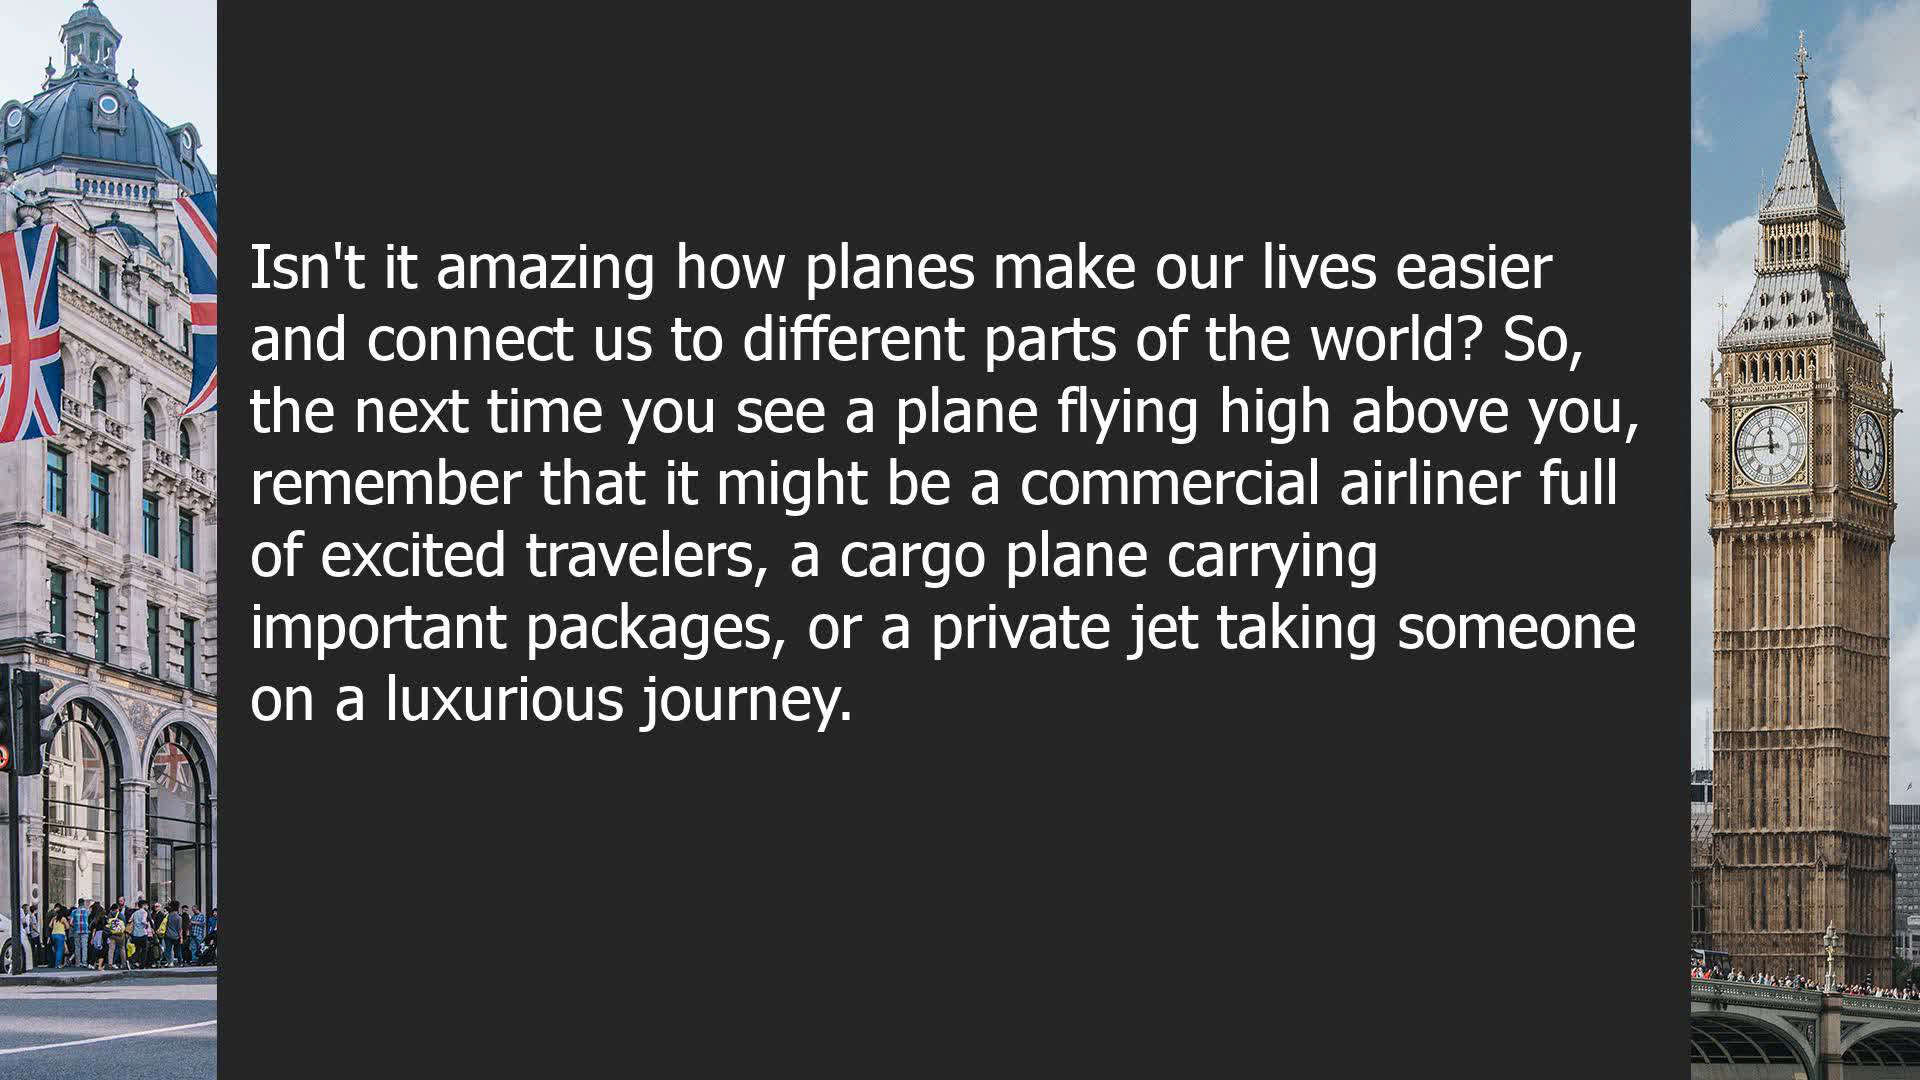 Isn't it amazing how planes make our lives easier
and connect us to different parts of the world? So,
the next time you see a plane flying high above you,
remember that it might be a commercial airliner full
of excited travelers, a cargo plane carrying
important packages, or a private jet taking someone
on a luxurious journey.